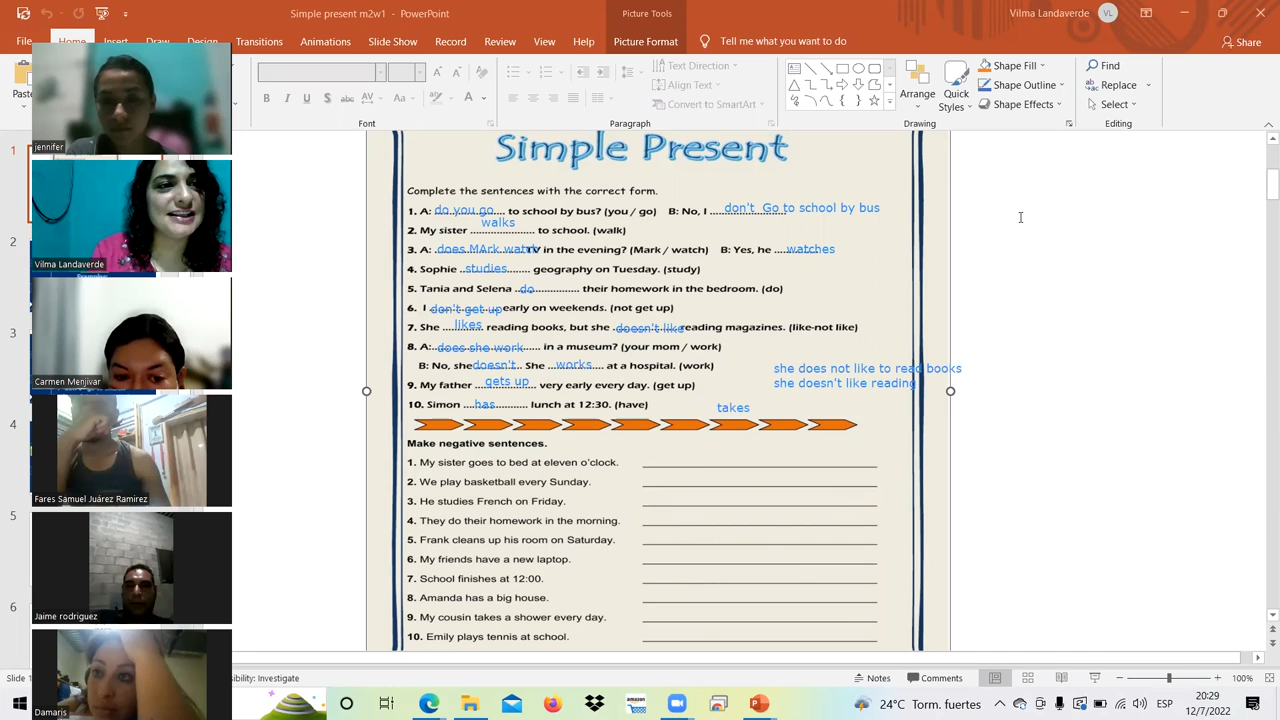 Picture Tools
Vilma Landaverde VL
File Home Insert Draw Design Transitions Animations Slide Show Review View Help Picture Format Tell me what you want to do Share
Text Direction Shape Fill Find
Align Text Shape Outline Replace
Convert to SmartArt Arrange Quick Styles Shape Effects Select
Font Paragraph Drawing Editing
jennifer
Vilma Landaverde
Carmen Menjivar
Fares Samuel Juárez Ramirez
Jaime rodriguez
Damaris
Simple Present
Complete the sentences with the correct form.
1. A: do you go to school by bus? (you / go) B: No, I don't Go to school by bus
2. My sister walks to school. (walk)
3. A: does MArk watch TV in the evening? (Mark / watch) B: Yes, he watches
4. Sophie studies geography on Tuesday. (study)
5. Tania and Selena do their homework in the bedroom. (do)
6. I don't get up early on weekends. (not get up)
7. She likes reading books, but she doesn't like reading magazines. (like-not like)
8. A: does she work in a museum? (your mom / work)
B: No, she doesn't. She works at a hospital. (work)
she does not like to read books
she doesn't like reading
9. My father gets up very early every day. (get up)
10. Simon has lunch at 12:30. (have)
takes
Make negative sentences.
1. My sister goes to bed at eleven o'clock.
2. We play basketball every Sunday.
3. He studies French on Friday.
4. They do their homework in the morning.
5. Frank cleans up his room on Saturday.
6. My friends have a new laptop.
7. School finishes at 12:00.
8. Amanda has a big house.
9. My cousin takes a shower every day.
10. Emily plays tennis at school.
Slide 1 Investigate Notes Comments 100%
24°C Torm. fuertes
20:29
12/7/2022